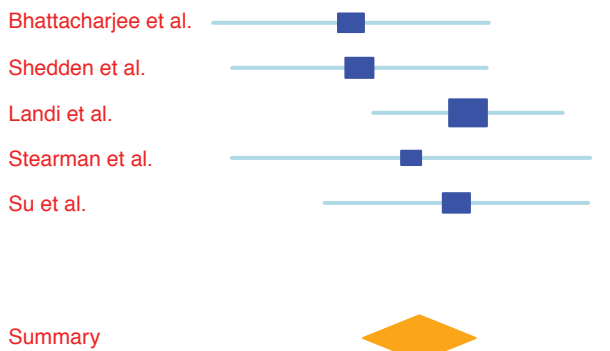 Bhattacharjee et al.
Shedden et al.
Landi et al.
Stearman et al.
Su et al.
Summary